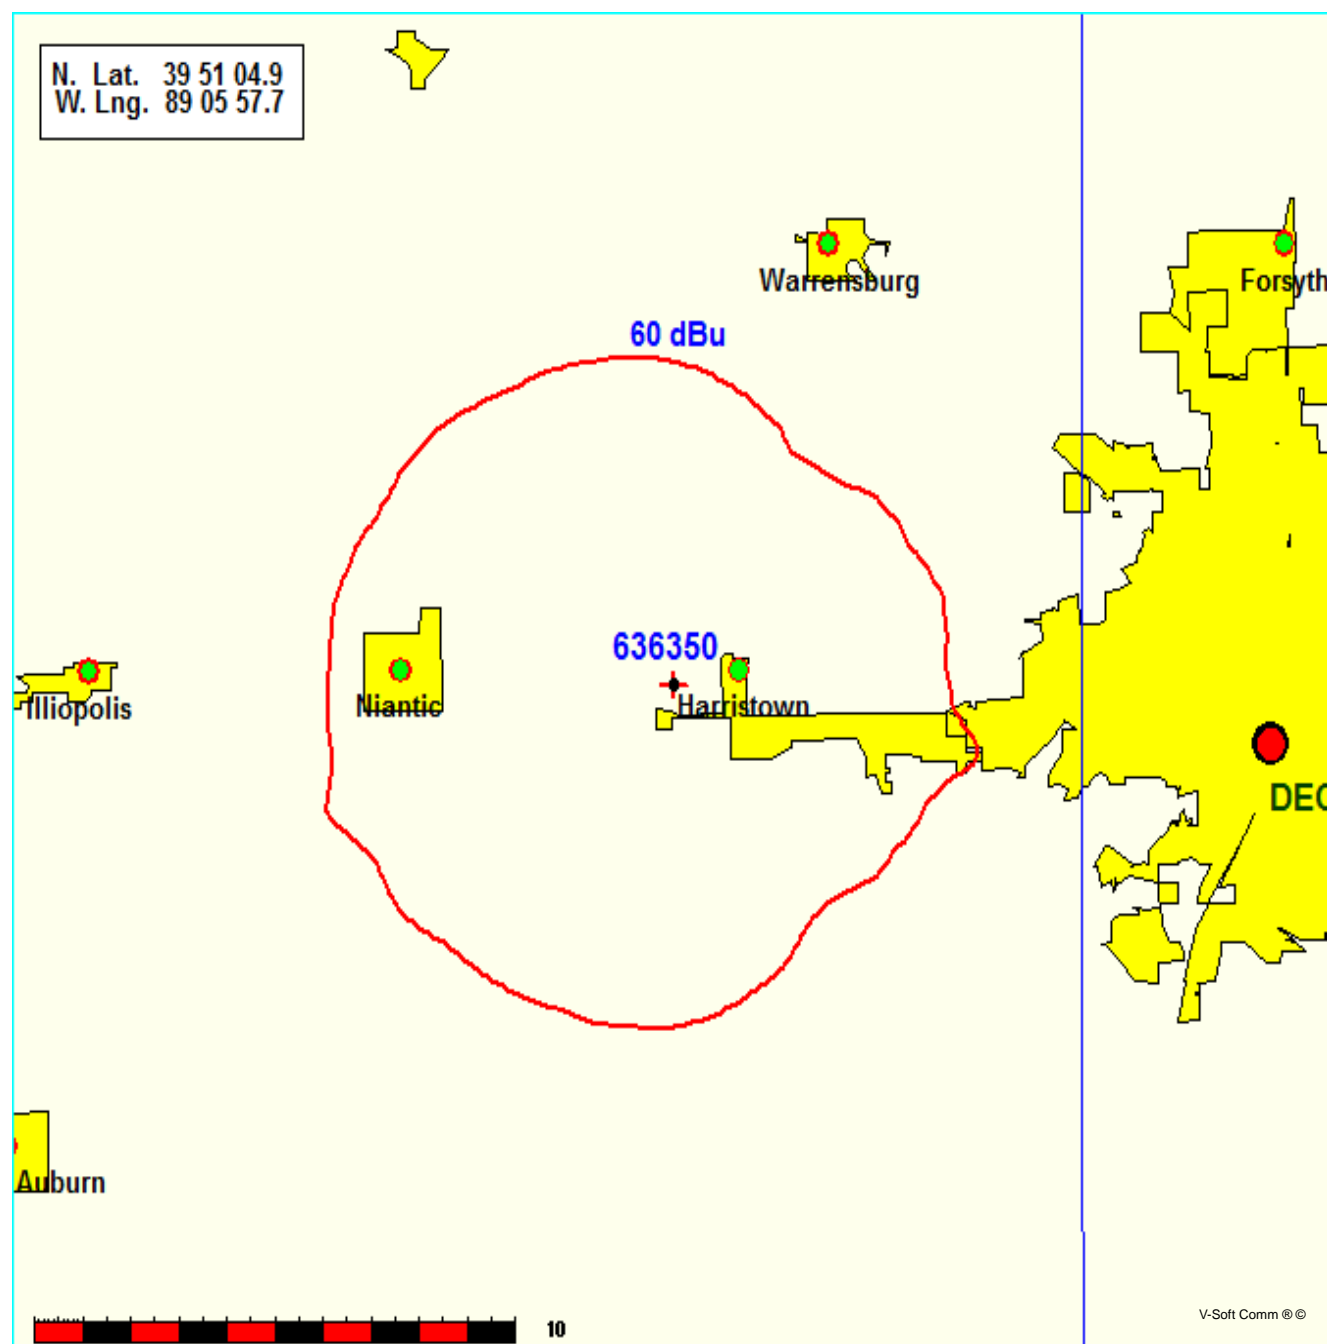 N. Lat. 39 51 04.9
W. Lng. 89 05 57.7
Warrensburg
Forsyth
60 dBu
636350
Illiopolis
Niantic
Harristown
DEC
Auburn
10
V-Soft Comm ® ©